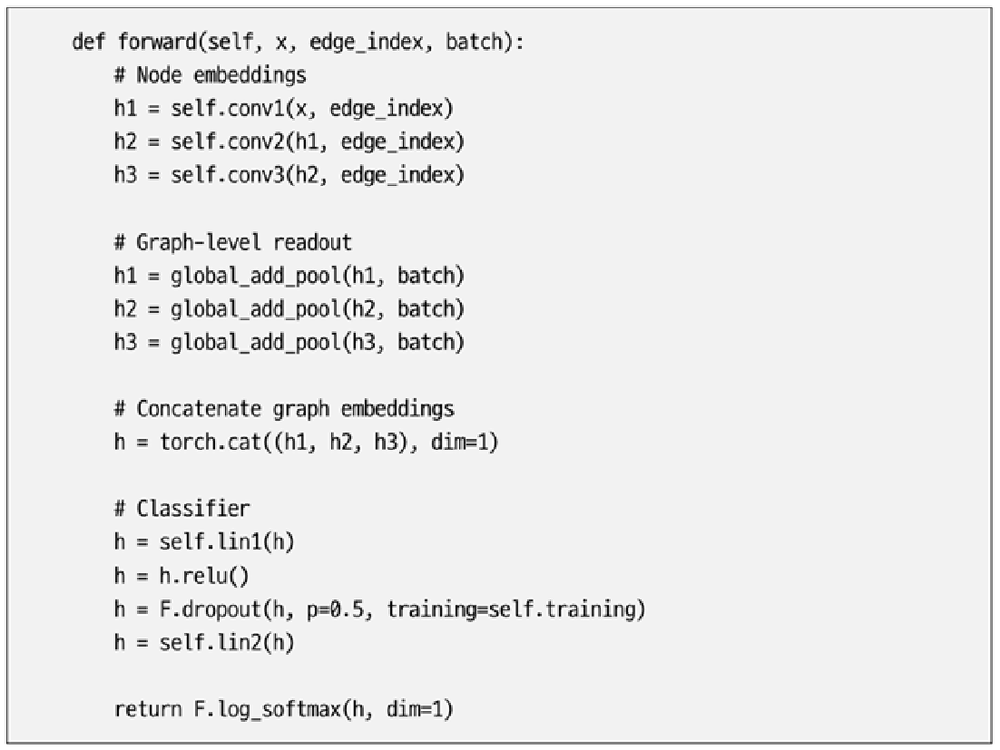 def forward(self, x, edge_index, batch):
    # Node embeddings
    h1 = self.conv1(x, edge_index)
    h2 = self.conv2(h1, edge_index)
    h3 = self.conv3(h2, edge_index)

    # Graph-level readout
    h1 = global_add_pool(h1, batch)
    h2 = global_add_pool(h2, batch)
    h3 = global_add_pool(h3, batch)

    # Concatenate graph embeddings
    h = torch.cat((h1, h2, h3), dim=1)

    # Classifier
    h = self.lin1(h)
    h = h.relu()
    h = F.dropout(h, p=0.5, training=self.training)
    h = self.lin2(h)

    return F.log_softmax(h, dim=1)